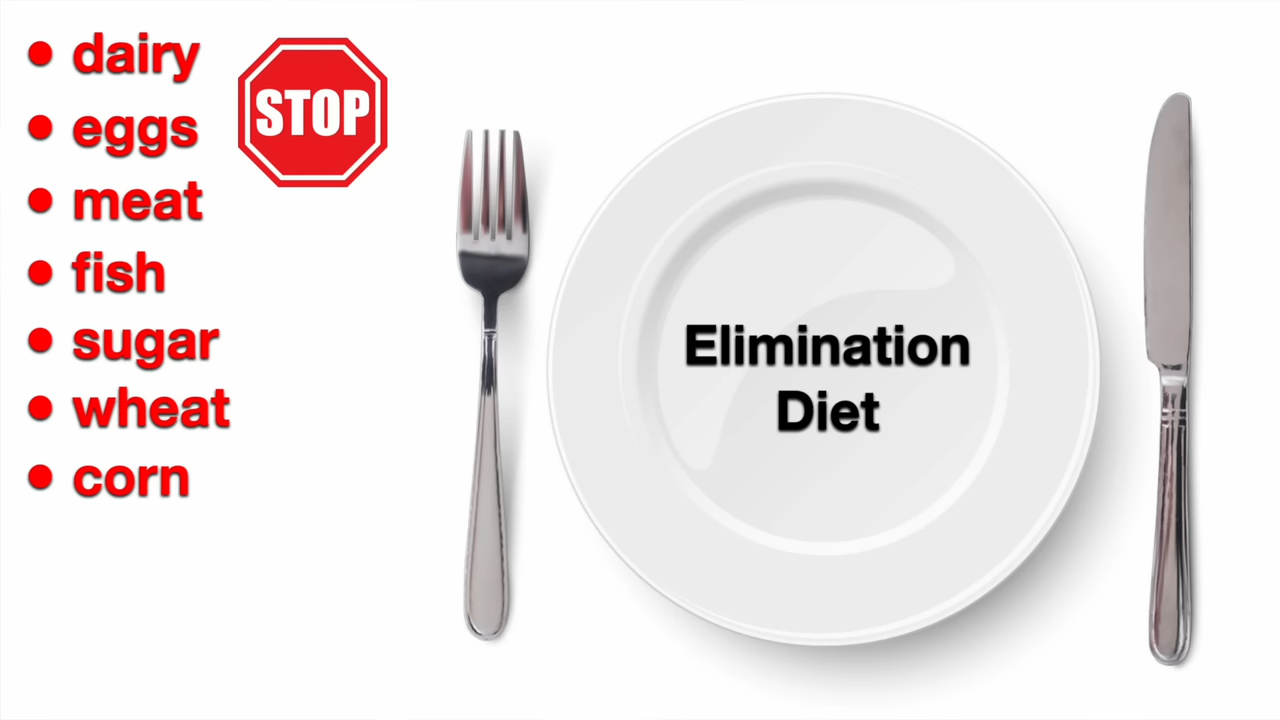 • dairy
• eggs
• meat
• fish
• sugar
• wheat
• corn
STOP
Elimination
Diet